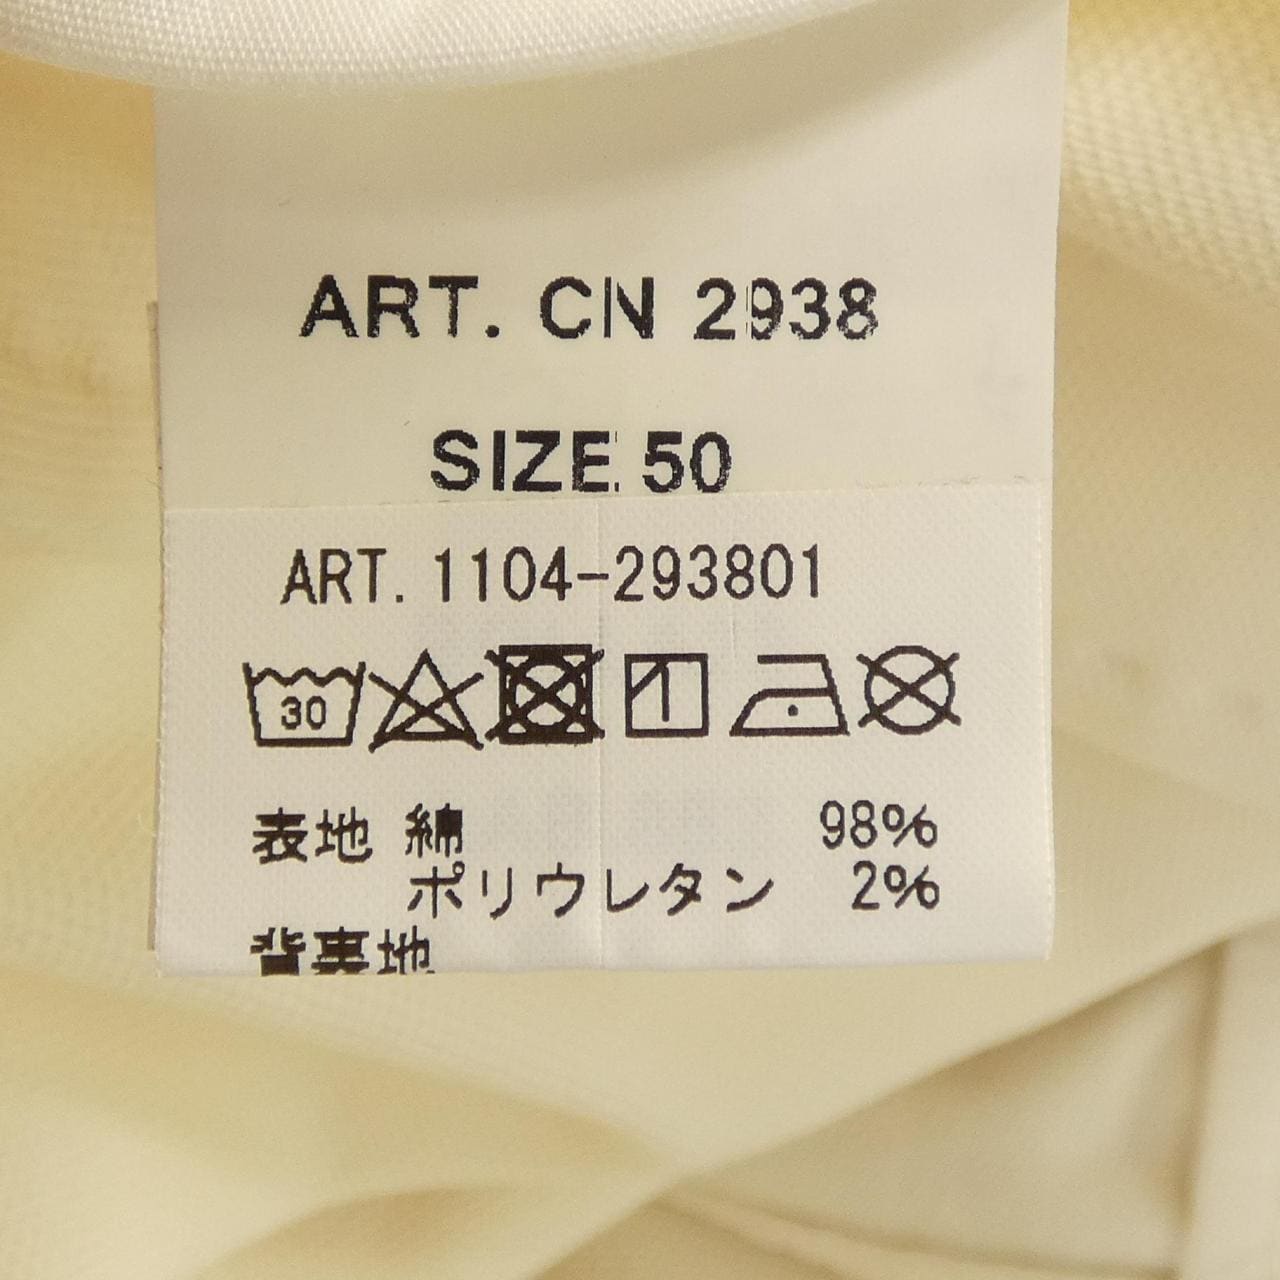 ART. CN 2938
SIZE 50
ART. 1104-293801
30
表地 綿 98%
ポリウレタン 2%
背裏地